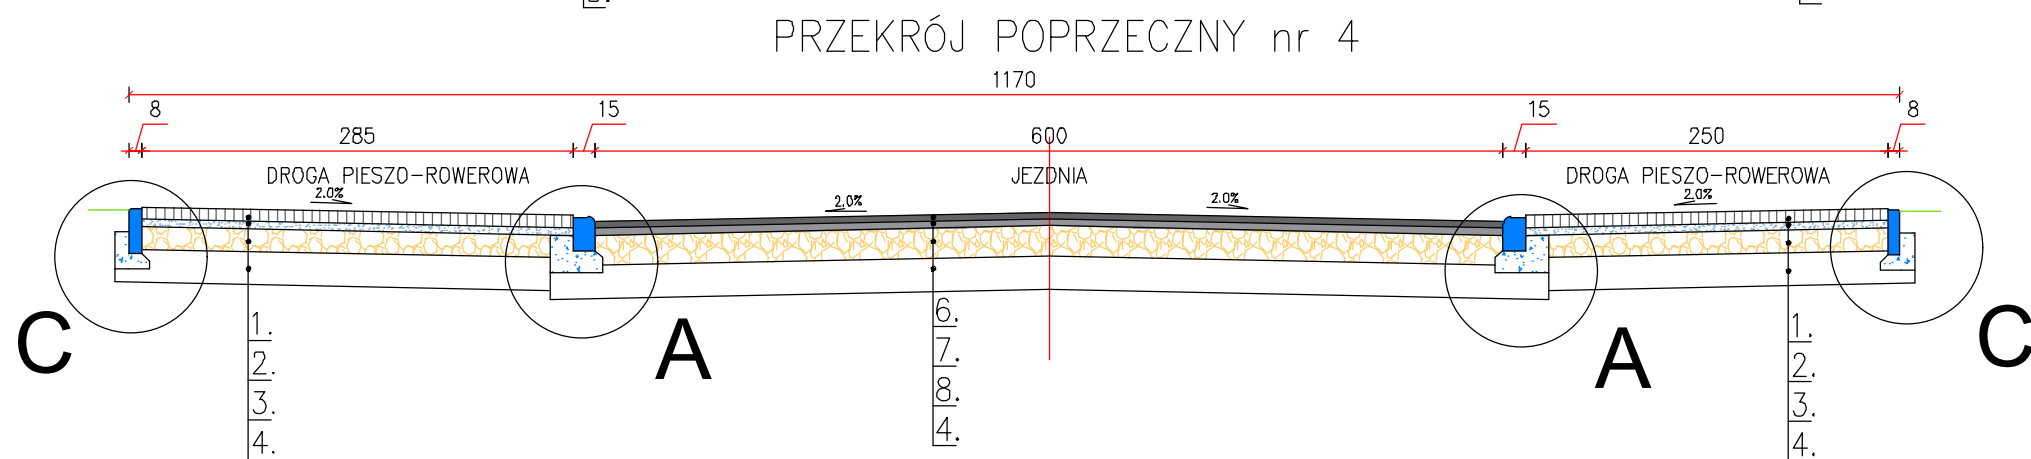 PRZEKRÓJ POPRZECZNY nr 4
1170
8 15 15 8
285 600 250
DROGA PIESZO-ROWEROWA JEZDNIA DROGA PIESZO-ROWEROWA
2.0% 2.0% 2.0% 2.0%
C A A C
1. 6. 1.
2. 7. 2.
3. 8. 3.
4. 4. 4.